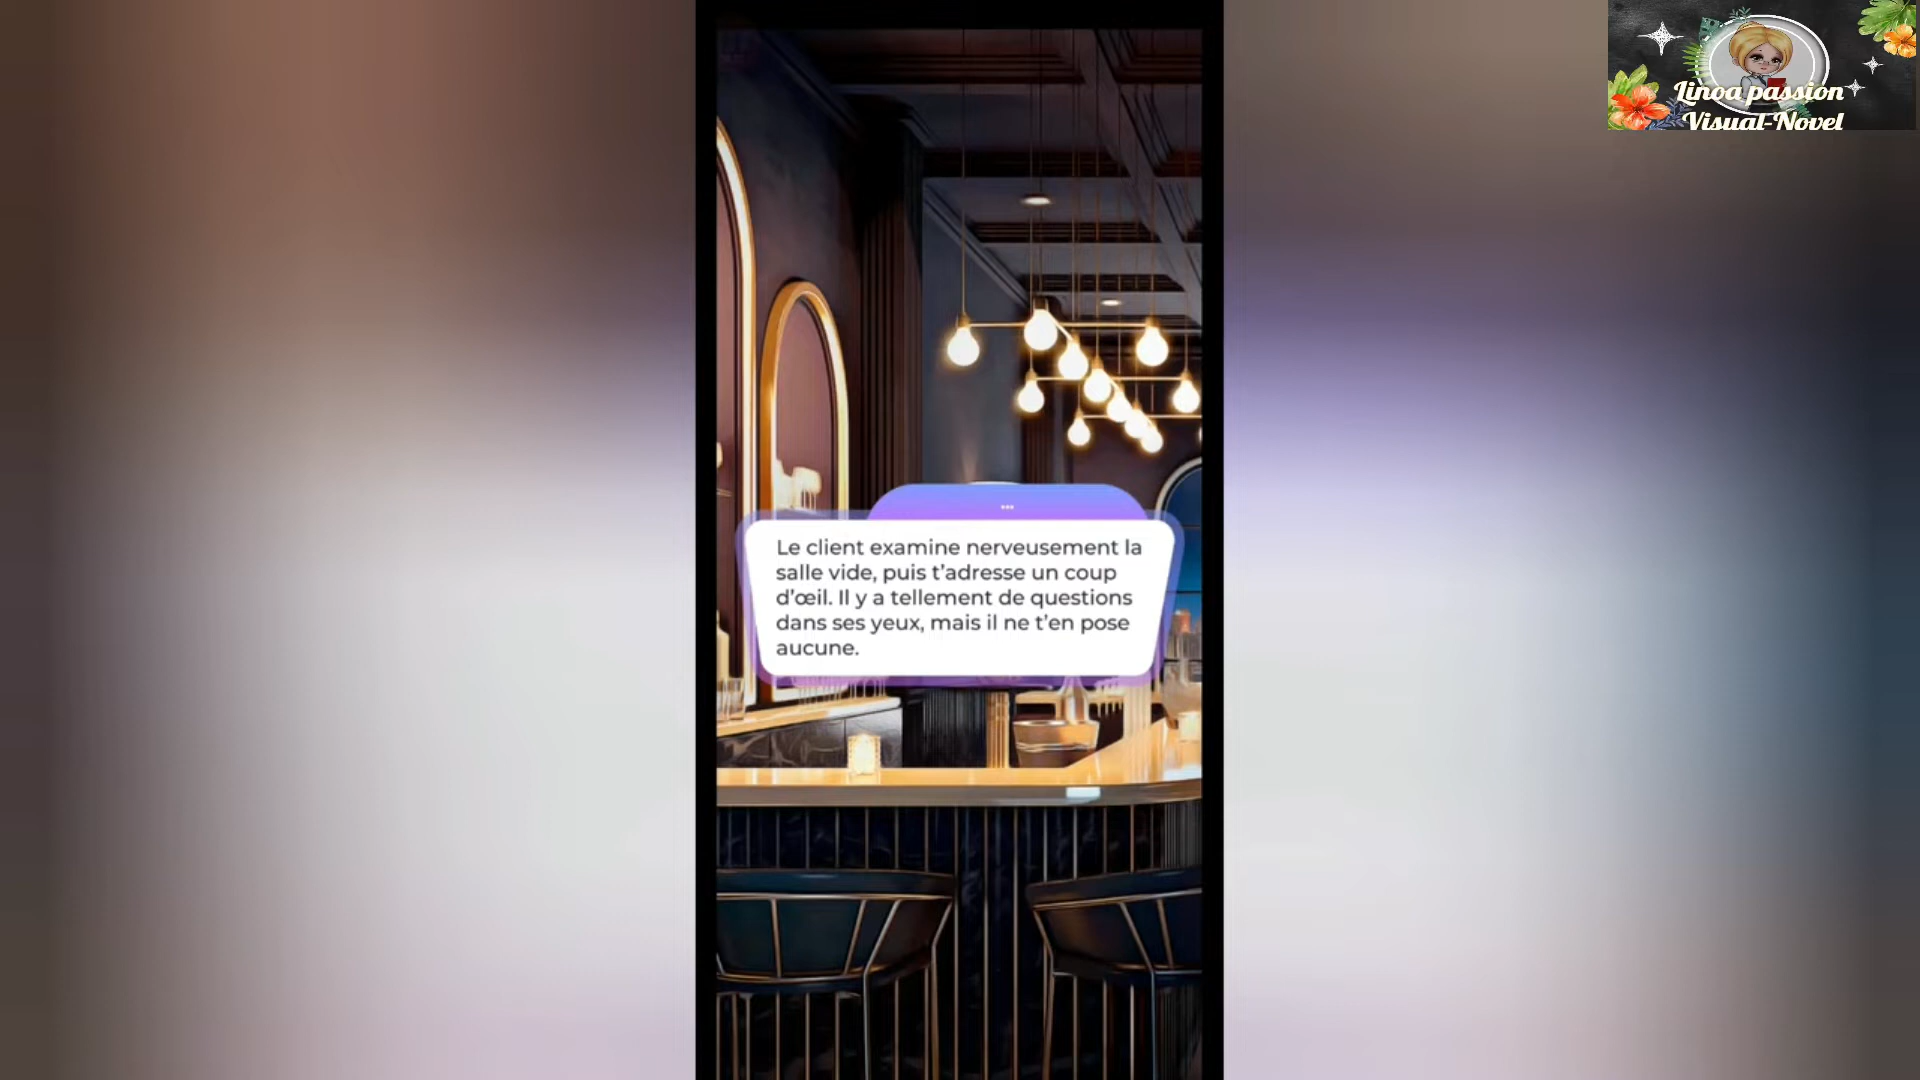 Linoa passion
Visual-Novel
...
Le client examine nerveusement la
salle vide, puis t'adresse un coup
d'œil. Il y a tellement de questions
dans ses yeux, mais il ne t'en pose
aucune.